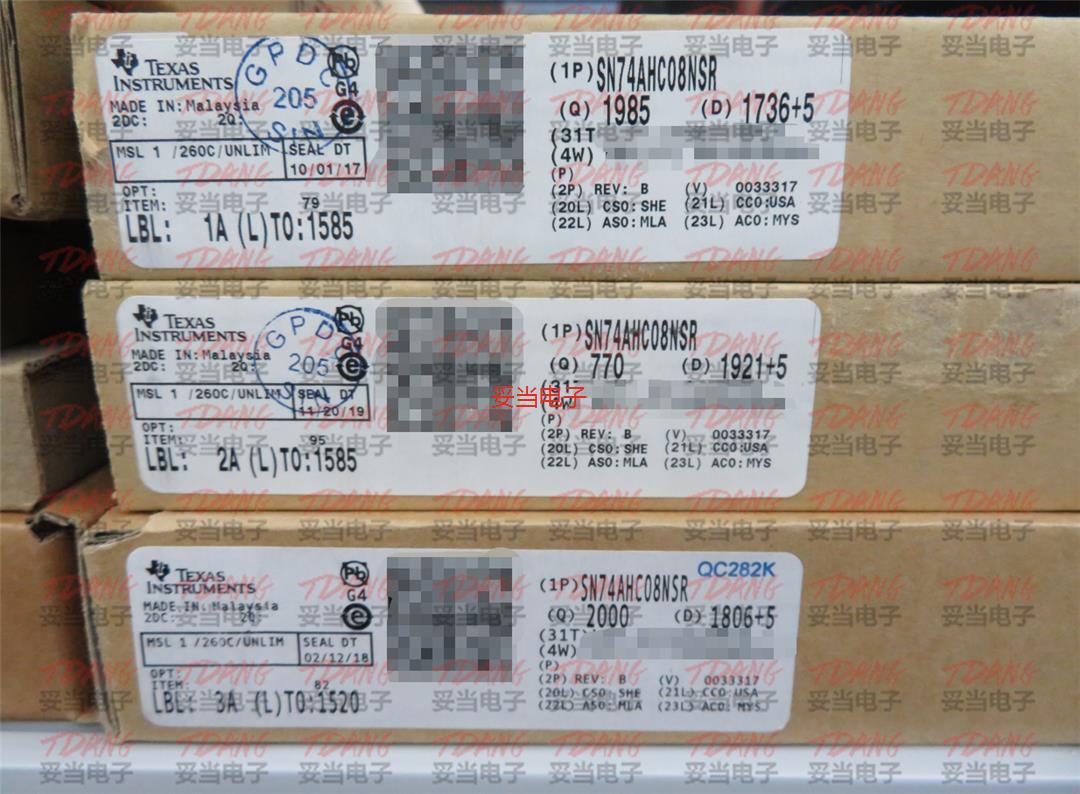 TEXAS
INSTRUMENTS
MADE IN: Malaysia
2DC: 2Q:
GPDC
205
SIN
Pb
G4
e
MSL 1 /260C/UNLIM
SEAL DT
10/01/17
OPT:
ITEM: 79
LBL: 1A (L)TO:1585
(1P)SN74AHC08NSR
(Q) 1985 (D) 1736+5
(31T
(4W)
(P)
(2P) REV: B (V) 0033317
(20L) CSO:SHE (21L) CCO:USA
(22L) ASO:MLA (23L) ACO:MYS
TEXAS
INSTRUMENTS
MADE IN: Malaysia
2DC: 2Q:
GPDC
205
Pb
G4
e
MSL 1 /260C/UNLIM
SEAL DT
11/20/19
OPT:
ITEM: 95
LBL: 2A (L)TO:1585
(1P)SN74AHC08NSR
(Q) 770 (D) 1921+5
(31
(4W
妥当电子
(P)
(2P) REV: B (V) 0033317
(20L) CSO:SHE (21L) CCO:USA
(22L) ASO:MLA (23L) ACO:MYS
TEXAS
INSTRUMENTS
MADE IN: Malaysia
2DC: 2Q:
Pb
G4
e
MSL 1 /260C/UNLIM
SEAL DT
02/12/18
OPT:
ITEM: 82
LBL: 3A (L)TO:1520
QC282K
(1P)SN74AHC08NSR
(Q) 2000 (D) 1806+5
(31T)
(4W)
(P)
(2P) REV: B (V) 0033317
(20L) CSO:SHE (21L) CCO:USA
(22L) ASO:MLA (23L) ACO:MYS
TDANG
妥当电子